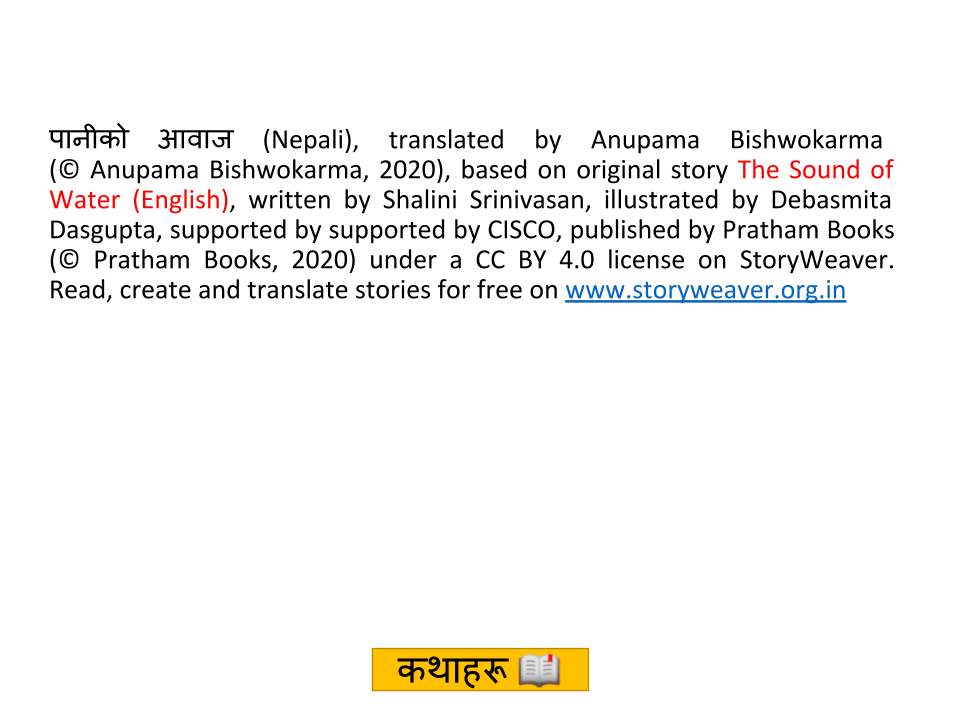 पानीको आवाज (Nepali), translated by Anupama Bishwokarma
(© Anupama Bishwokarma, 2020), based on original story The Sound of
Water (English), written by Shalini Srinivasan, illustrated by Debasmita
Dasgupta, supported by supported by CISCO, published by Pratham Books
(© Pratham Books, 2020) under a CC BY 4.0 license on StoryWeaver.
Read, create and translate stories for free on www.storyweaver.org.in
कथाहरू